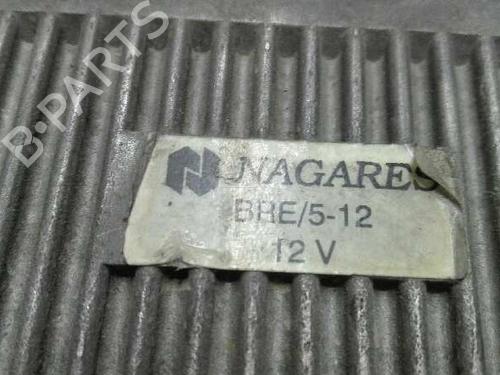 B-PARTS
NAGARES
BRE/5-12
12 V